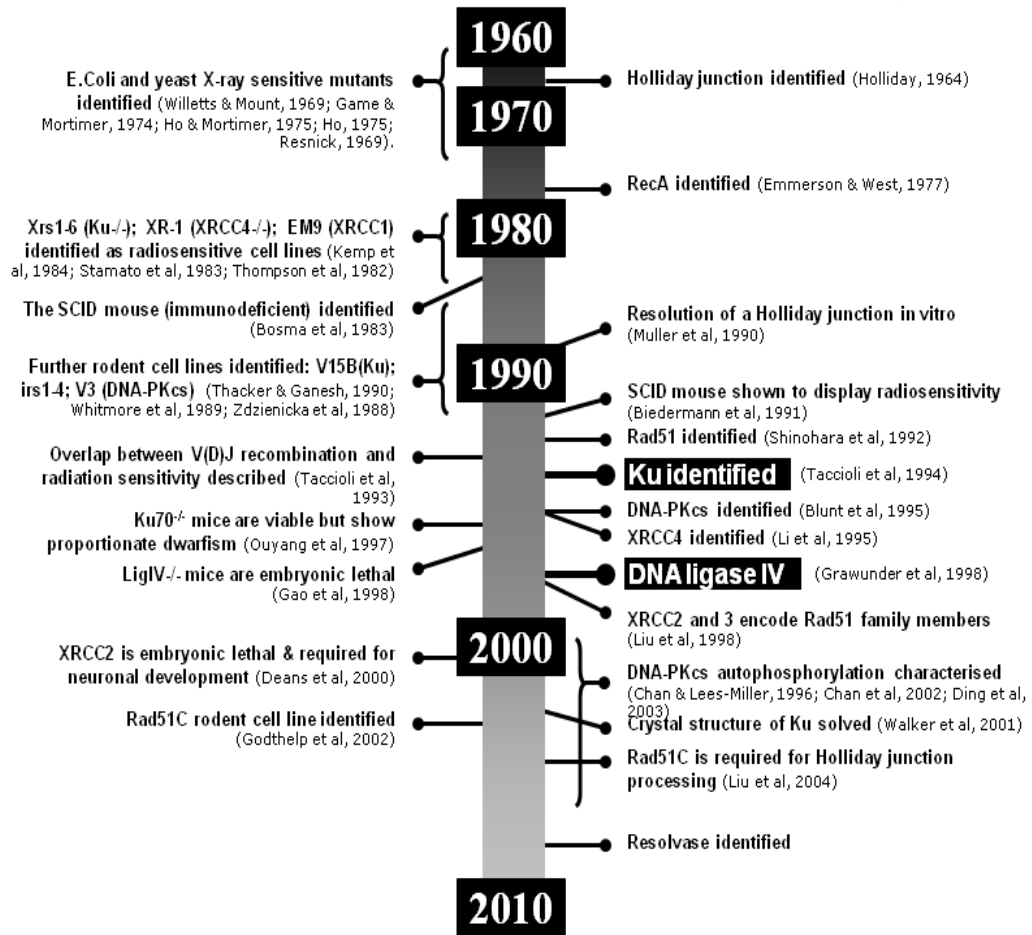 1960
E.Coli and yeast X-ray sensitive mutants
identified (Willetts & Mount, 1969; Game &
Mortimer, 1974; Ho & Mortimer, 1975; Ho, 1975;
Resnick, 1969).
Holliday junction identified (Holliday, 1964)
1970
RecA identified (Emmerson & West, 1977)
1980
Xrs1-6 (Ku-/-); XR-1 (XRCC4-/-); EM9 (XRCC1)
identified as radiosensitive cell lines (Kemp et
al, 1984; Stamato et al, 1983; Thompson et al, 1982)
The SCID mouse (immunodeficient) identified
(Bosma et al, 1983)
Resolution of a Holliday junction in vitro
(Muller et al, 1990)
1990
Further rodent cell lines identified: V15B(Ku);
irs1-4; V3 (DNA-PKcs) (Thacker & Ganesh, 1990;
Whitmore et al, 1989; Zdzienicka et al, 1988)
SCID mouse shown to display radiosensitivity
(Biedermann et al, 1991)
Rad51 identified (Shinohara et al, 1992)
Overlap between V(D)J recombination and
radiation sensitivity described (Taccioli et al,
1993)
Ku identified (Taccioli et al, 1994)
Ku70-/- mice are viable but show
proportionate dwarfism (Ouyang et al, 1997)
DNA-PKcs identified (Blunt et al, 1995)
XRCC4 identified (Li et al, 1995)
LigIV-/- mice are embryonic lethal
(Gao et al, 1998)
DNA ligase IV (Grawunder et al, 1998)
XRCC2 and 3 encode Rad51 family members
(Liu et al, 1998)
2000
XRCC2 is embryonic lethal & required for
neuronal development (Deans et al, 2000)
DNA-PKcs autophosphorylation characterised
(Chan & Lees-Miller, 1996; Chan et al, 2002; Ding et al,
2003)
Rad51C rodent cell line identified
(Godthelp et al, 2002)
Crystal structure of Ku solved (Walker et al, 2001)
Rad51C is required for Holliday junction
processing (Liu et al, 2004)
Resolvase identified
2010